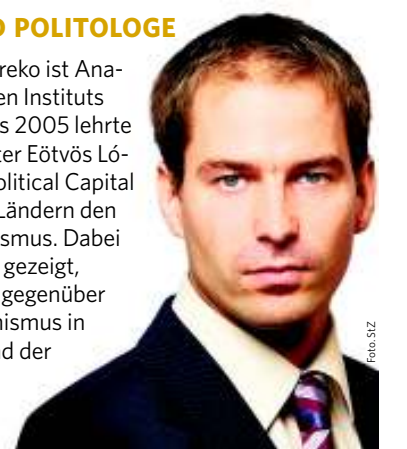 D POLITOLOGE
reko ist Ana-
en Instituts
s 2005 lehrte
ter Eötvös Ló-
olitical Capital
Ländern den
smus. Dabei
gezeigt,
gegenüber
nismus in
nd der
Foto. StZ